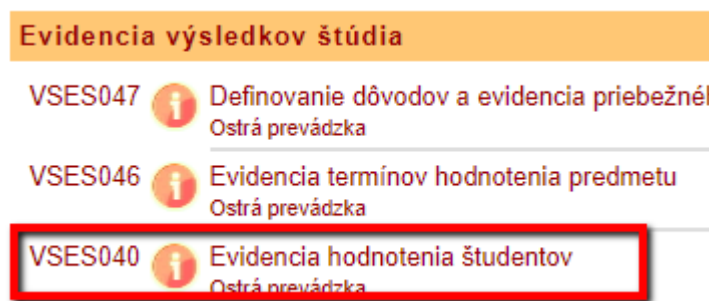 Evidencia výsledkov štúdia
VSES047 Definovanie dôvodov a evidencia
Ostrá prevádzka
VSES046 Evidencia termínov hodnotenia predmetu
Ostrá prevádzka
VSES040 Evidencia hodnotenia študentov
Ostrá prevádzka